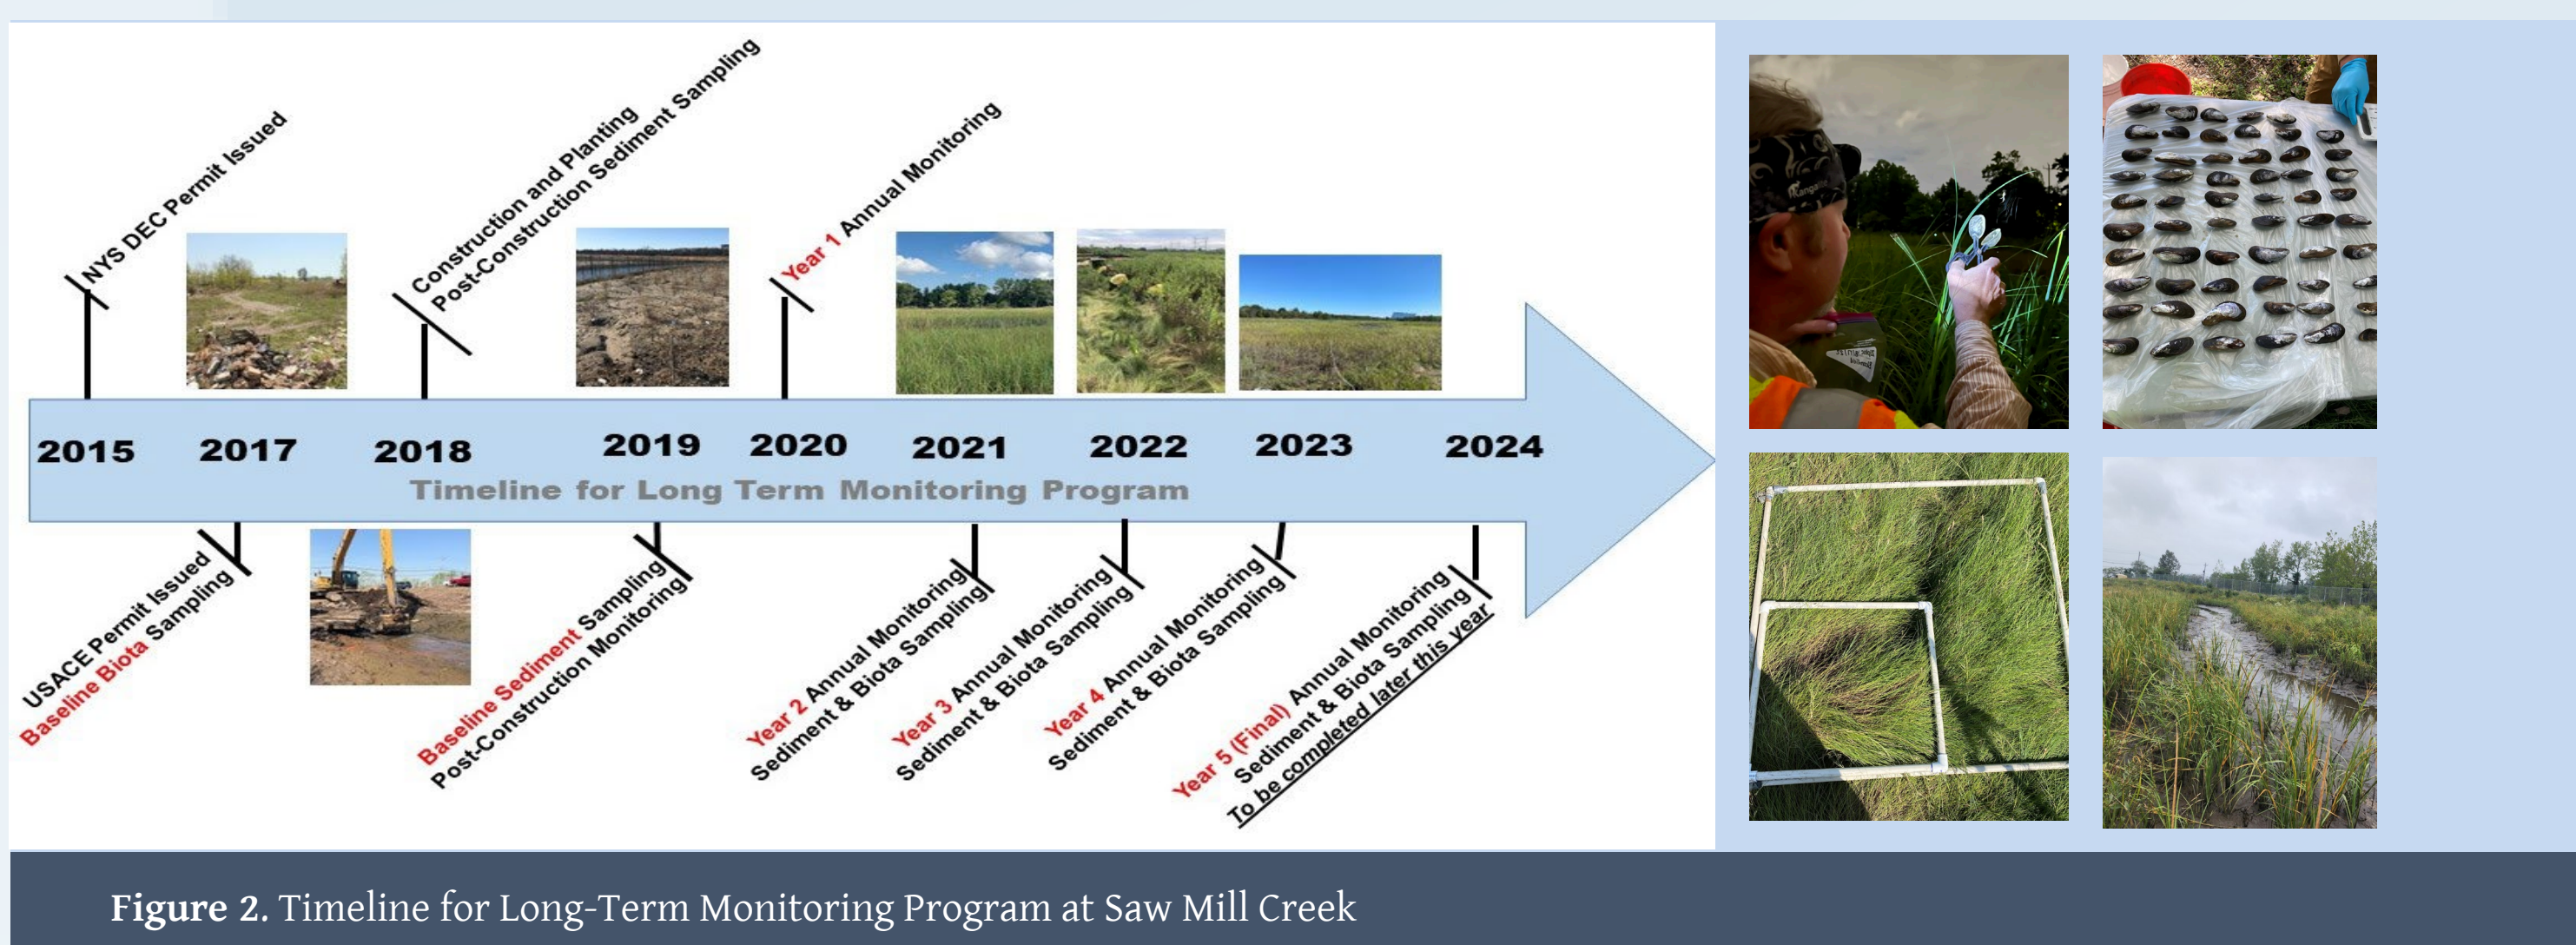 NYS DEC Permit Issued
Construction and Planting
Post-Construction Sediment Sampling
Year 1 Annual Monitoring
2015
2017
2018
2019
2020
2021
2022
2023
2024
Timeline for Long Term Monitoring Program
USACE Permit Issued
Baseline Biota Sampling
Baseline Sediment Sampling
Post-Construction Monitoring
Year 2 Annual Monitoring
Sediment & Biota Sampling
Year 3 Annual Monitoring
Sediment & Biota Sampling
Year 4 Annual Monitoring
Sediment & Biota Sampling
Year 5 (Final) Annual Monitoring
Sediment & Biota Sampling
To be completed later this year
Figure 2. Timeline for Long-Term Monitoring Program at Saw Mill Creek